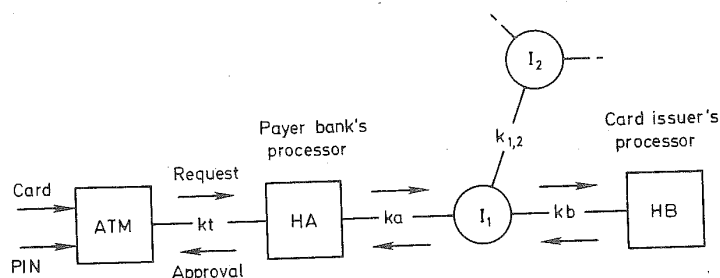 I2
Card issuer's
processor
Payer bank's
processor
k1,2
Request
Card
ATM
kt
HA
ka
I1
kb
HB
PIN
Approval